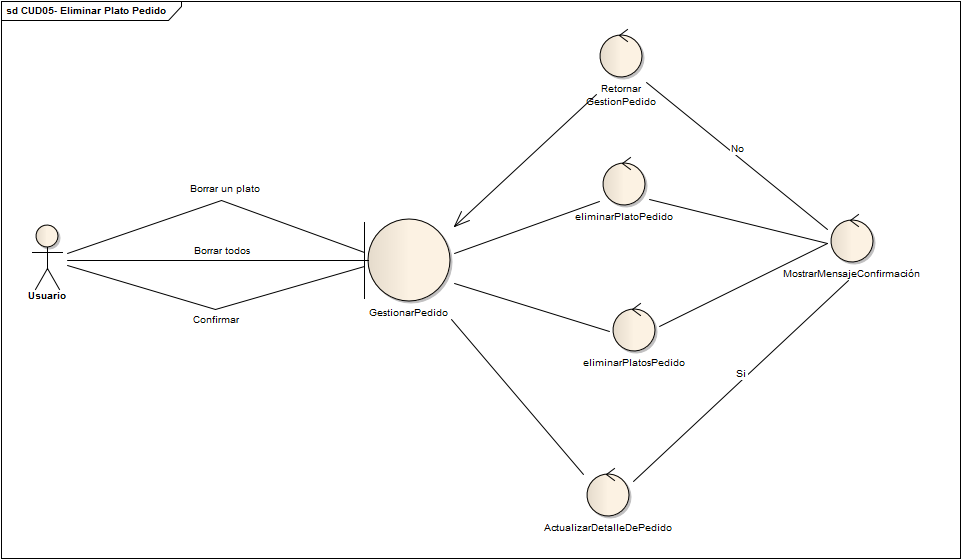 sd CUD05- Eliminar Plato Pedido
Retornar
GestionPedido
No
Borrar un plato
eliminarPlatoPedido
Borrar todos
MostrarMensajeConfirmación
Usuario
Confirmar
GestionarPedido
eliminarPlatosPedido
Si
ActualizarDetalleDePedido